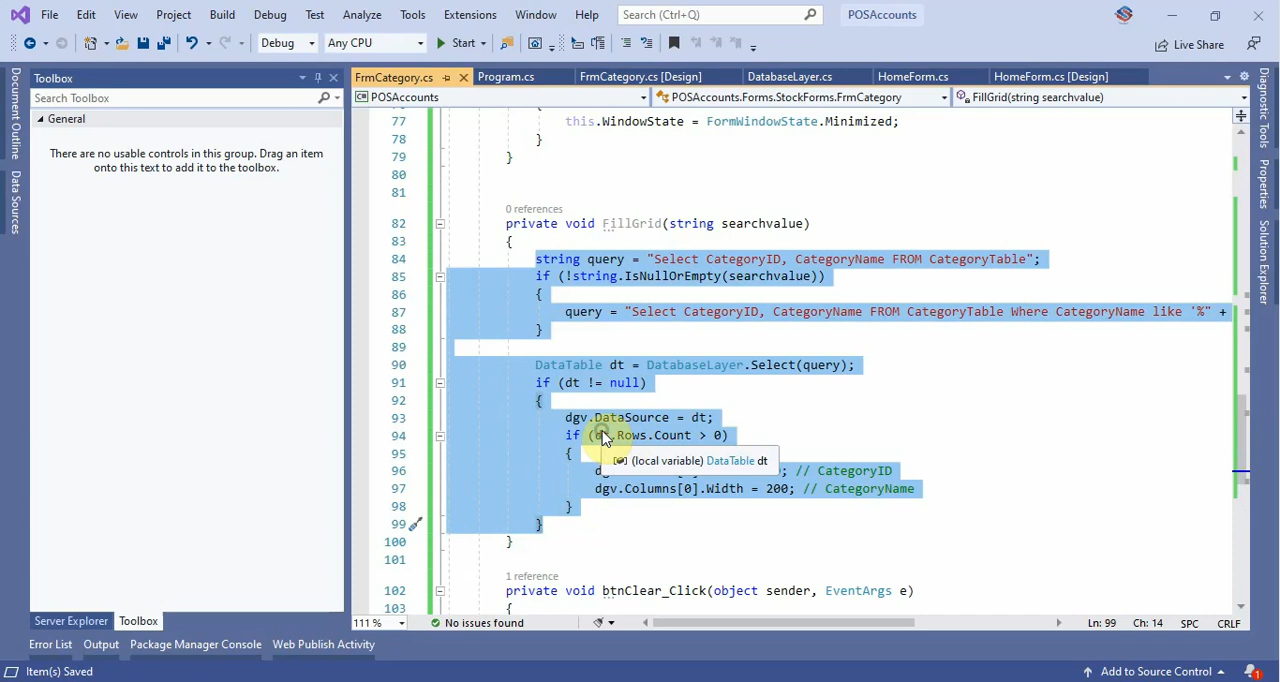 File Edit View Project Build Debug Test Analyze Tools Extensions Window Help Search (Ctrl+Q) POSAccounts
Debug Any CPU Start Live Share
Toolbox
Search Toolbox
General
There are no usable controls in this group. Drag an item
onto this text to add it to the toolbox.
Document Outline
Data Sources
Server Explorer Toolbox
FrmCategory.cs Program.cs FrmCategory.cs [Design] DatabaseLayer.cs HomeForm.cs HomeForm.cs [Design]
POSAccounts POSAccounts.Forms.StockForms.FrmCategory FillGrid(string searchvalue)
77 this.WindowState = FormWindowState.Minimized;
78 }
79 }
80
81
0 references
82 private void FillGrid(string searchvalue)
83 {
84 string query = "Select CategoryID, CategoryName FROM CategoryTable";
85 if (!string.IsNullOrEmpty(searchvalue))
86 {
87 query = "Select CategoryID, CategoryName FROM CategoryTable Where CategoryName like '%" +
88 }
89
90 DataTable dt = DatabaseLayer.Select(query);
91 if (dt != null)
92 {
93 dgv.DataSource = dt;
94 if ( .Rows.Count > 0)
95 {
(local variable) DataTable dt
96 ; // CategoryID
97 dgv.Columns[0].Width = 200; // CategoryName
98 }
99 }
100 }
101
1 reference
102 private void btnClear_Click(object sender, EventArgs e)
103 {
111 % No issues found Ln: 99 Ch: 14 SPC CRLF
Diagnostic Tools
Properties
Solution Explorer
Error List Output Package Manager Console Web Publish Activity
Item(s) Saved Add to Source Control 1